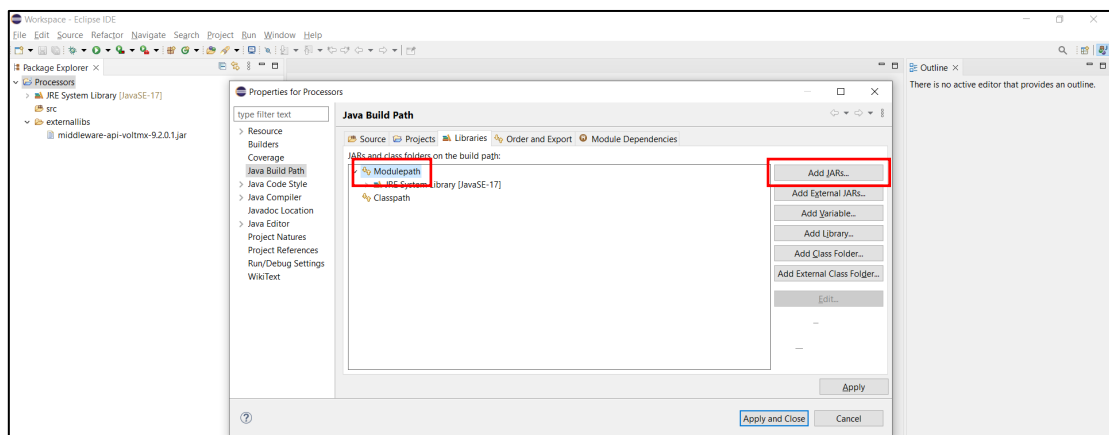 Workspace - Eclipse IDE
File Edit Source Refactor Navigate Search Project Run Window Help
Package Explorer
Processors
JRE System Library [JavaSE-17]
src
externallibs
middleware-api-voltmx-9.2.0.1.jar
Properties for Processors
type filter text
Resource
Builders
Coverage
Java Build Path
Java Code Style
Java Compiler
Javadoc Location
Java Editor
Project Natures
Project References
Run/Debug Settings
WikiText
Java Build Path
Source Projects Libraries Order and Export Module Dependencies
JARs and class folders on the build path:
Modulepath
JRE System Library [JavaSE-17]
Classpath
Add JARs...
Add External JARs...
Add Variable...
Add Library...
Add Class Folder...
Add External Class Folder...
Edit...
Apply
Apply and Close Cancel
Outline
There is no active editor that provides an outline.